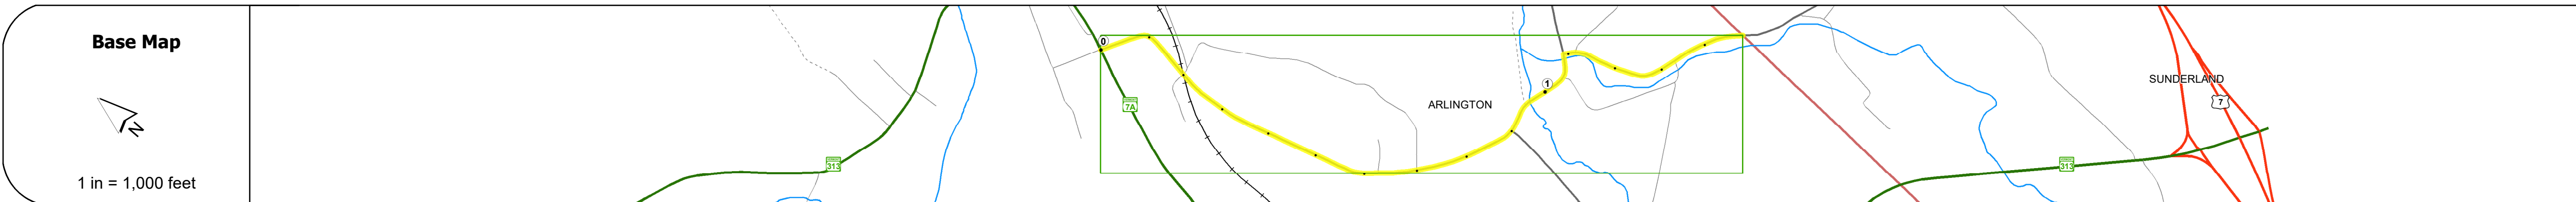 Base Map
N
1 in = 1,000 feet
313
0
7A
ARLINGTON
1
SUNDERLAND
7
313